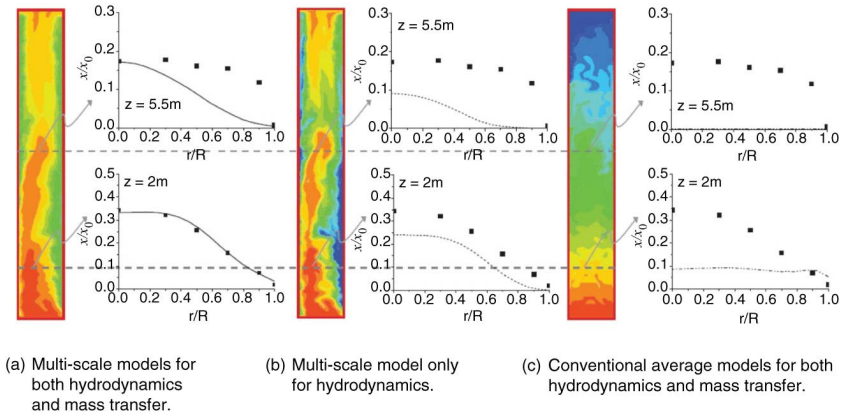 0.3
0.2
0.1
0.0
x/x0
z = 5.5m
0.0 0.2 0.4 0.6 0.8 1.0
r/R
0.5
0.4
0.3
0.2
0.1
0.0
x/x0
z = 2m
0.0 0.2 0.4 0.6 0.8 1.0
r/R
0.3
0.2
0.1
0.0
x/x0
z = 5.5m
0.0 0.2 0.4 0.6 0.8 1.0
r/R
0.5
0.4
0.3
0.2
0.1
0.0
x/x0
z = 2m
0.0 0.2 0.4 0.6 0.8 1.0
r/R
0.3
0.2
0.1
0.0
x/x0
z = 5.5m
0.0 0.2 0.4 0.6 0.8 1.0
r/R
0.5
0.4
0.3
0.2
0.1
0.0
x/x0
z = 2m
0.0 0.2 0.4 0.6 0.8 1.0
r/R
(a) Multi-scale models for
both hydrodynamics
and mass transfer.
(b) Multi-scale model only
for hydrodynamics.
(c) Conventional average models for both
hydrodynamics and mass transfer.